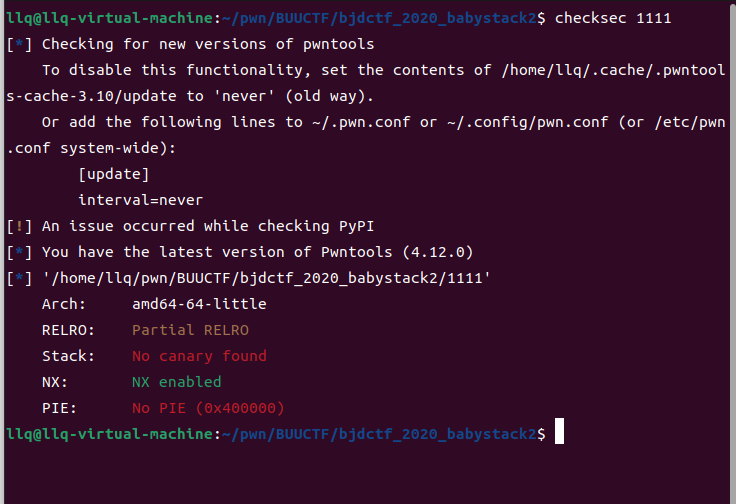 llq@llq-virtual-machine:~/pwn/BUUCTF/bjdctf_2020_babystack2$ checksec 1111
[*] Checking for new versions of pwntools
    To disable this functionality, set the contents of /home/llq/.cache/.pwntool
s-cache-3.10/update to 'never' (old way).
    Or add the following lines to ~/.pwn.conf or ~/.config/pwn.conf (or /etc/pwn
.conf system-wide):
        [update]
        interval=never
[!] An issue occurred while checking PyPI
[*] You have the latest version of Pwntools (4.12.0)
[*] '/home/llq/pwn/BUUCTF/bjdctf_2020_babystack2/1111'
    Arch:     amd64-64-little
    RELRO:    Partial RELRO
    Stack:    No canary found
    NX:       NX enabled
    PIE:      No PIE (0x400000)
llq@llq-virtual-machine:~/pwn/BUUCTF/bjdctf_2020_babystack2$